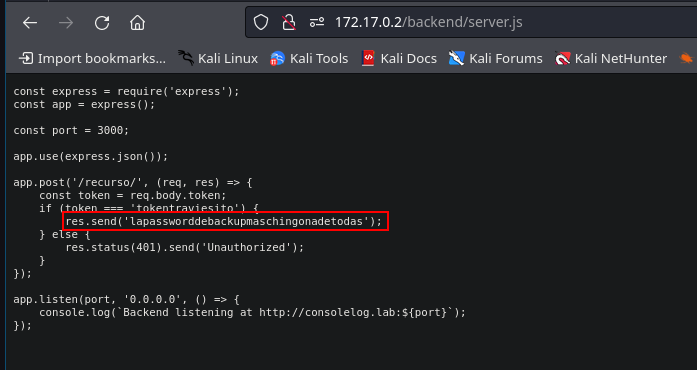 172.17.0.2/backend/server.js
Import bookmarks... Kali Linux Kali Tools Kali Docs Kali Forums Kali NetHunter
const express = require('express');
const app = express();
const port = 3000;
app.use(express.json());
app.post('/recurso/', (req, res) => {
const token = req.body.token;
if (token === 'tokentraviesito') {
res.send('lapassworddebackupmaschingonadetodas');
} else {
res.status(401).send('Unauthorized');
}
});
app.listen(port, '0.0.0.0', () => {
console.log(`Backend listening at http://consolelog.lab:${port}`);
});